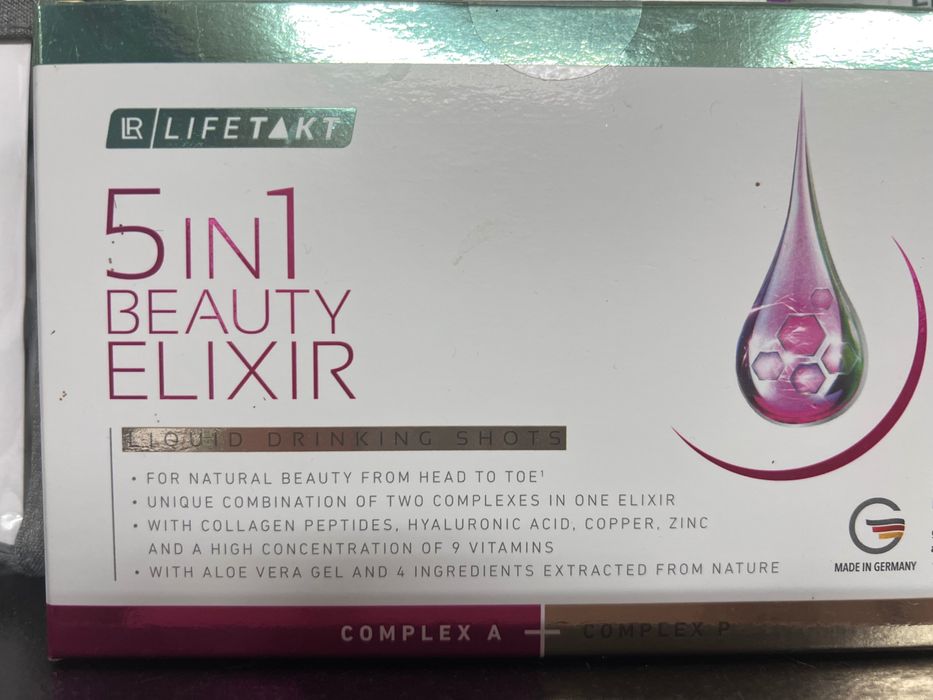 LR LIFETAKT
5IN1
BEAUTY
ELIXIR
LIQUID DRINKING SHOTS
• FOR NATURAL BEAUTY FROM HEAD TO TOE¹
• UNIQUE COMBINATION OF TWO COMPLEXES IN ONE ELIXIR
• WITH COLLAGEN PEPTIDES, HYALURONIC ACID, COPPER, ZINC
AND A HIGH CONCENTRATION OF 9 VITAMINS
• WITH ALOE VERA GEL AND 4 INGREDIENTS EXTRACTED FROM NATURE
MADE IN GERMANY
COMPLEX A + COMPLEX P